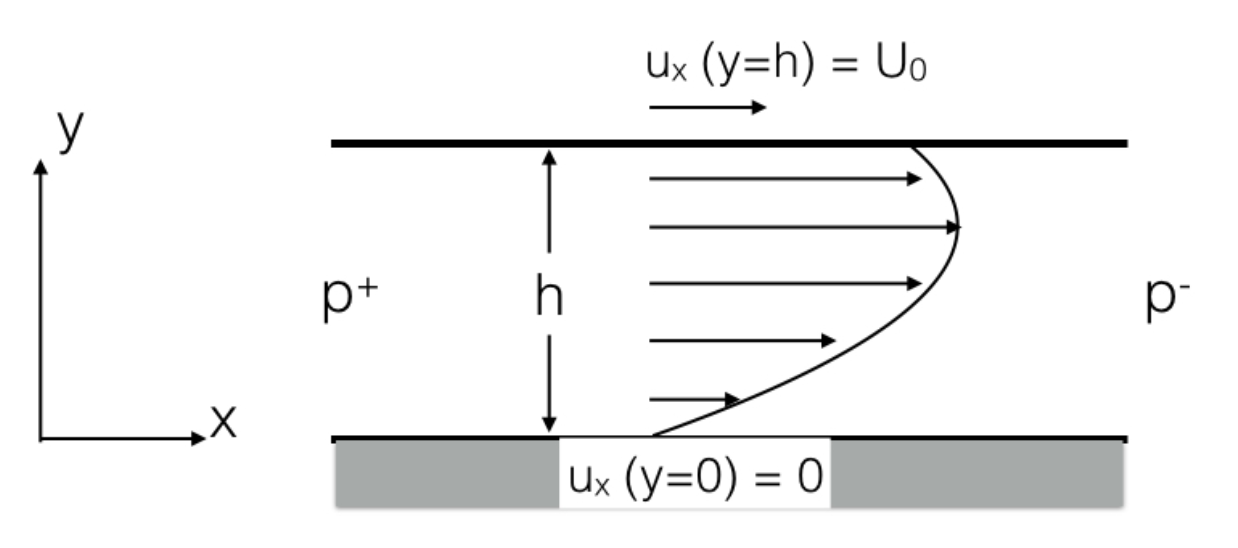 uₓ (y=h) = U₀
y
p⁺
h
p⁻
x
uₓ (y=0) = 0